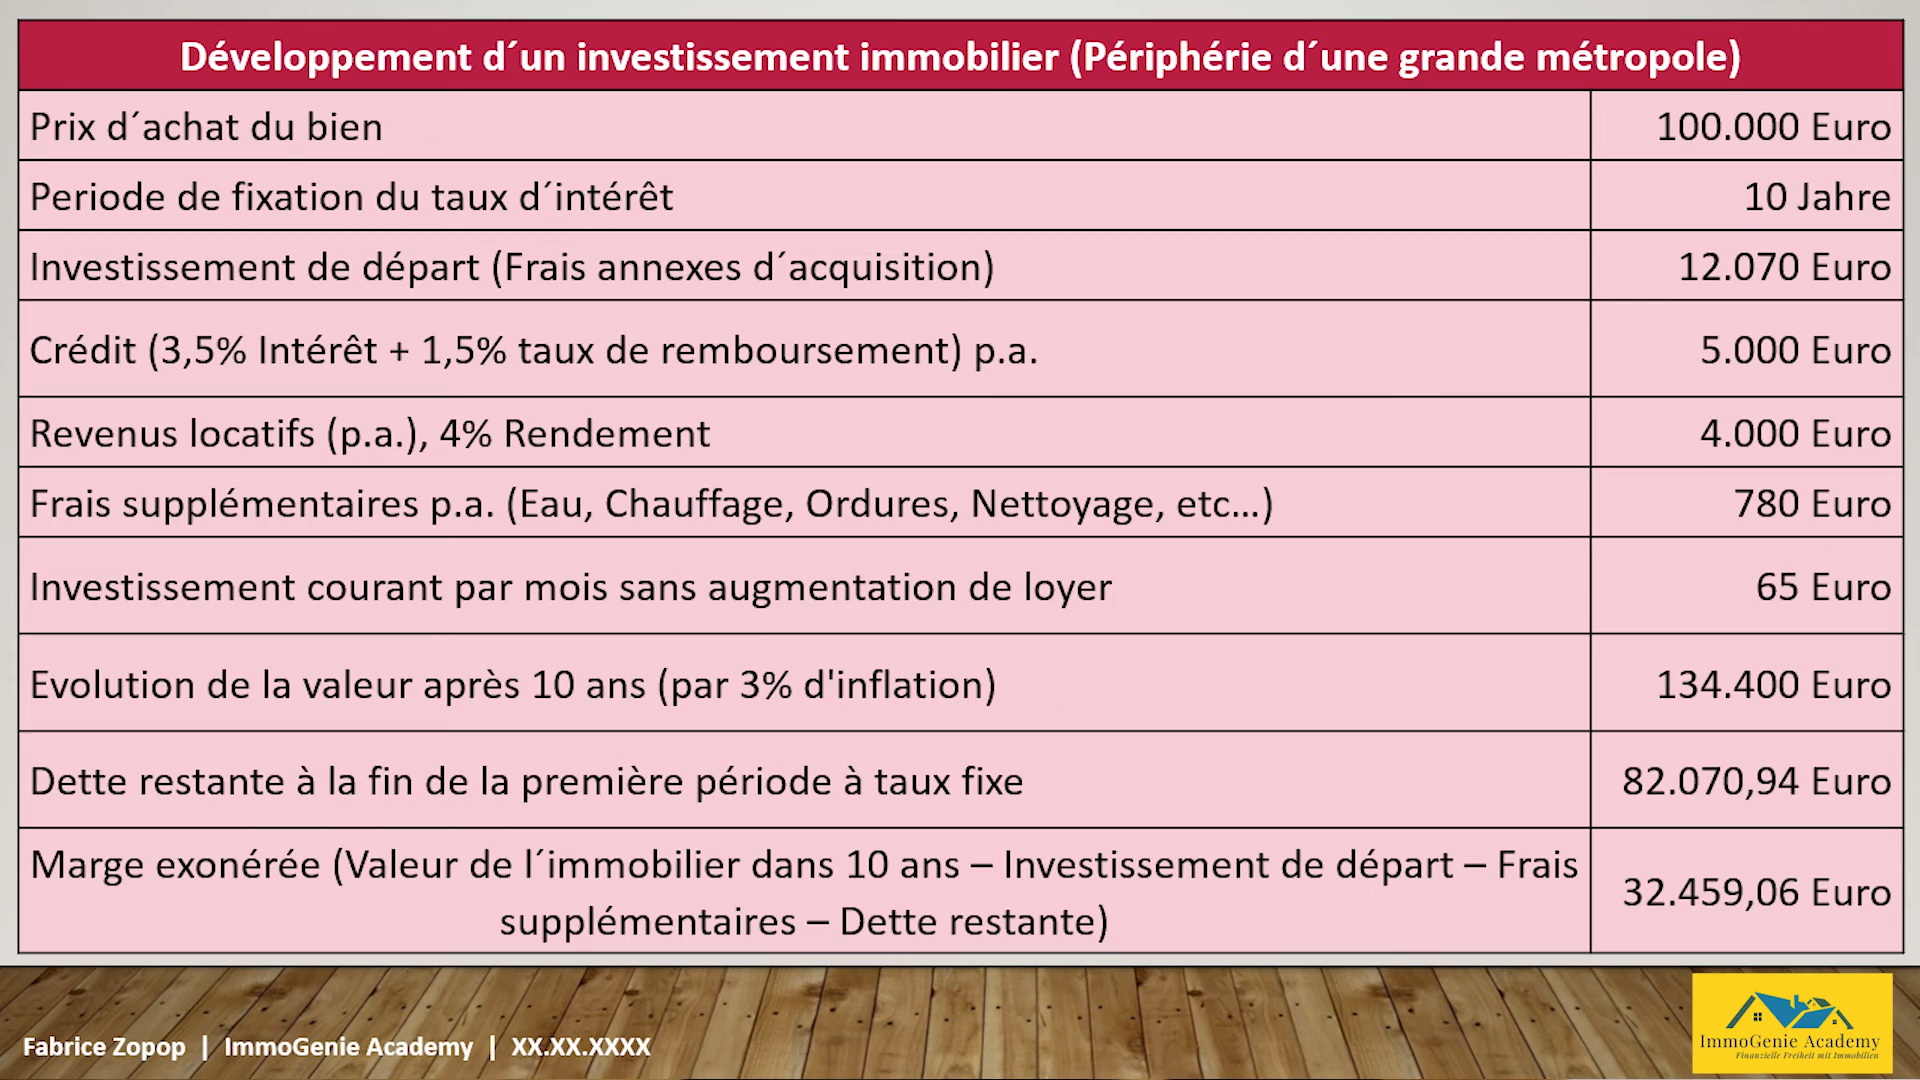 Développement d´un investissement immobilier (Périphérie d´une grande métropole)
Prix d´achat du bien 100.000 Euro
Periode de fixation du taux d´intérêt 10 Jahre
Investissement de départ (Frais annexes d´acquisition) 12.070 Euro
Crédit (3,5% Intérêt + 1,5% taux de remboursement) p.a. 5.000 Euro
Revenus locatifs (p.a.), 4% Rendement 4.000 Euro
Frais supplémentaires p.a. (Eau, Chauffage, Ordures, Nettoyage, etc…) 780 Euro
Investissement courant par mois sans augmentation de loyer 65 Euro
Evolution de la valeur après 10 ans (par 3% d'inflation) 134.400 Euro
Dette restante à la fin de la première période à taux fixe 82.070,94 Euro
Marge exonérée (Valeur de l´immobilier dans 10 ans – Investissement de départ – Frais
supplémentaires – Dette restante) 32.459,06 Euro
Fabrice Zopop | ImmoGenie Academy | XX.XX.XXXX
ImmoGenie Academy
Finanzielle Freiheit mit Immobilien